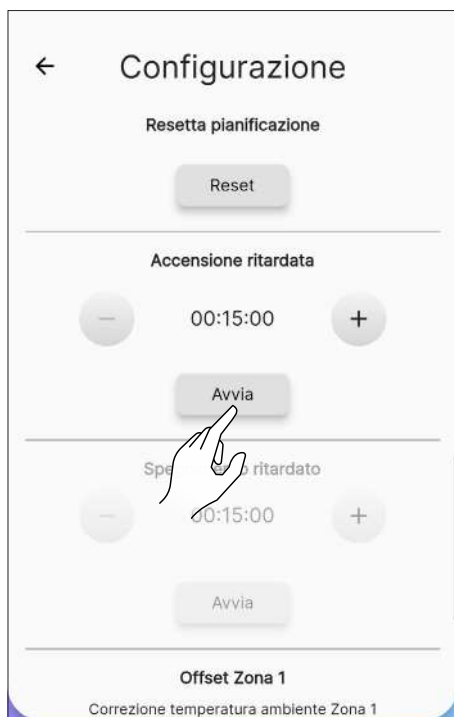 Configurazione
Resetta pianificazione
Reset
Accensione ritardata
− 00:15:00 +
Avvia
ritardato
− 00:15:00 +
Avvia
Offset Zona 1
Correzione temperatura ambiente Zona 1